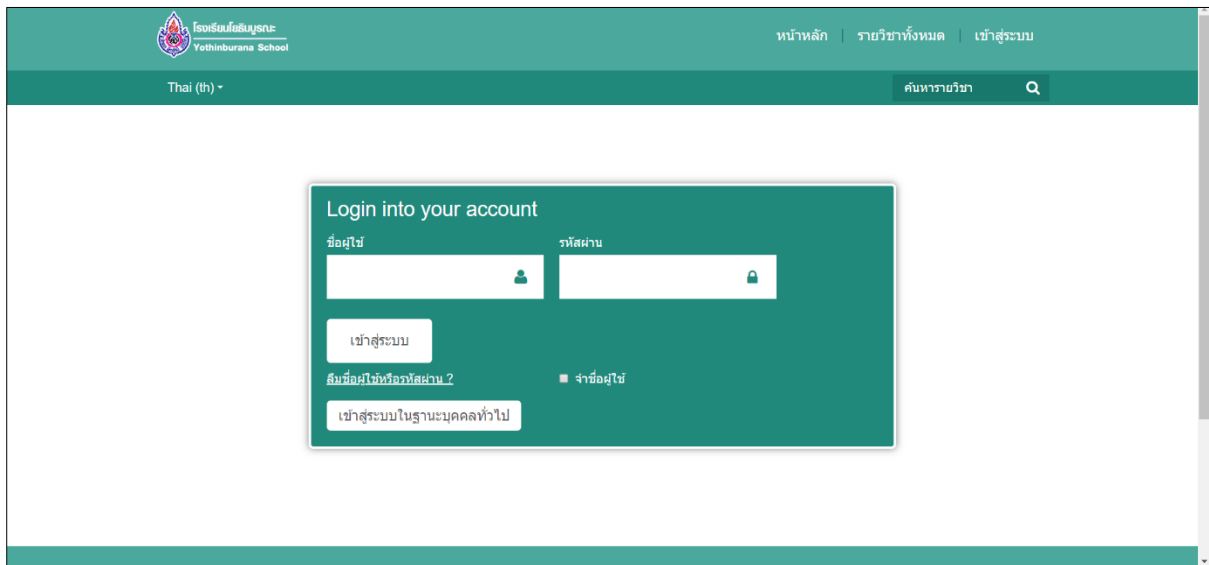 โรงเรียนโยธินบูรณะ
Yothinburana School
หน้าหลัก | รายวิชาทั้งหมด | เข้าสู่ระบบ
Thai (th)
ค้นหารายวิชา
Login into your account
ชื่อผู้ใช้ รหัสผ่าน
เข้าสู่ระบบ
ลืมชื่อผู้ใช้หรือรหัสผ่าน ? จำชื่อผู้ใช้
เข้าสู่ระบบในฐานะบุคคลทั่วไป